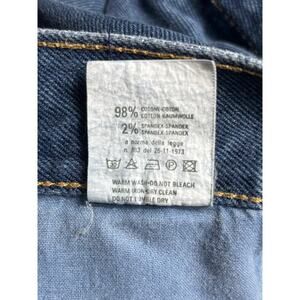 98% COTONE-COTON
COTTON-BAUMWOLLE
2% SPANDEX-SPANDEX
SPANDEX-SPANDEX
a norma della legge
n. 883 del 26-11-1973
WARM WASH-DO NOT BLEACH
WARM IRON-DRY CLEAN
DO NOT TUMBLE DRY